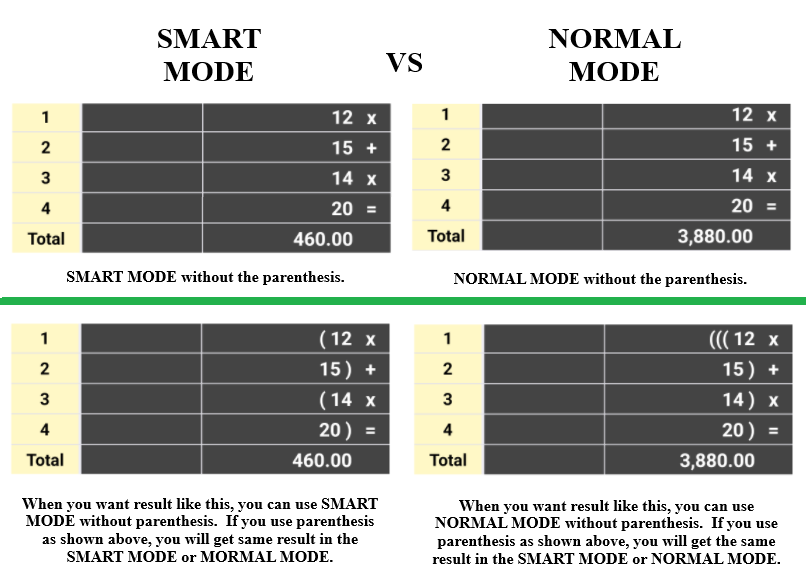 SMART
MODE
VS
NORMAL
MODE
1 12 x
2 15 +
3 14 x
4 20 =
Total 460.00
SMART MODE without the parenthesis.
1 12 x
2 15 +
3 14 x
4 20 =
Total 3,880.00
NORMAL MODE without the parenthesis.
1 ( 12 x
2 15 ) +
3 ( 14 x
4 20 ) =
Total 460.00
When you want result like this, you can use SMART
MODE without parenthesis. If you use parenthesis
as shown above, you will get same result in the
SMART MODE or MORMAL MODE.
1 ((( 12 x
2 15 ) +
3 14 ) x
4 20 ) =
Total 3,880.00
When you want result like this, you can use
NORMAL MODE without parenthesis. If you use
parenthesis as shown above, you will get the same
result in the SMART MODE or NORMAL MODE.